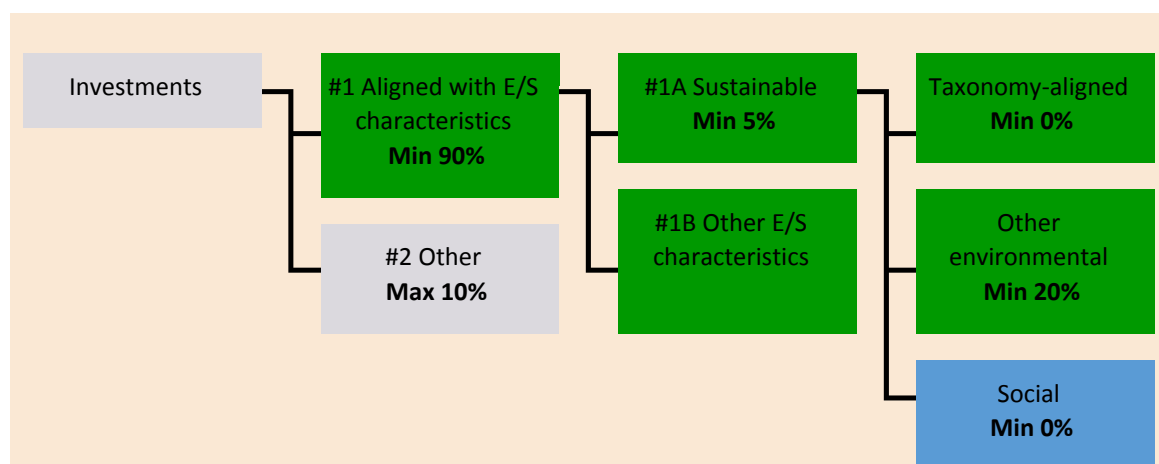 Investments
#1 Aligned with E/S
characteristics
Min 90%
#2 Other
Max 10%
#1A Sustainable
Min 5%
#1B Other E/S
characteristics
Taxonomy-aligned
Min 0%
Other
environmental
Min 20%
Social
Min 0%